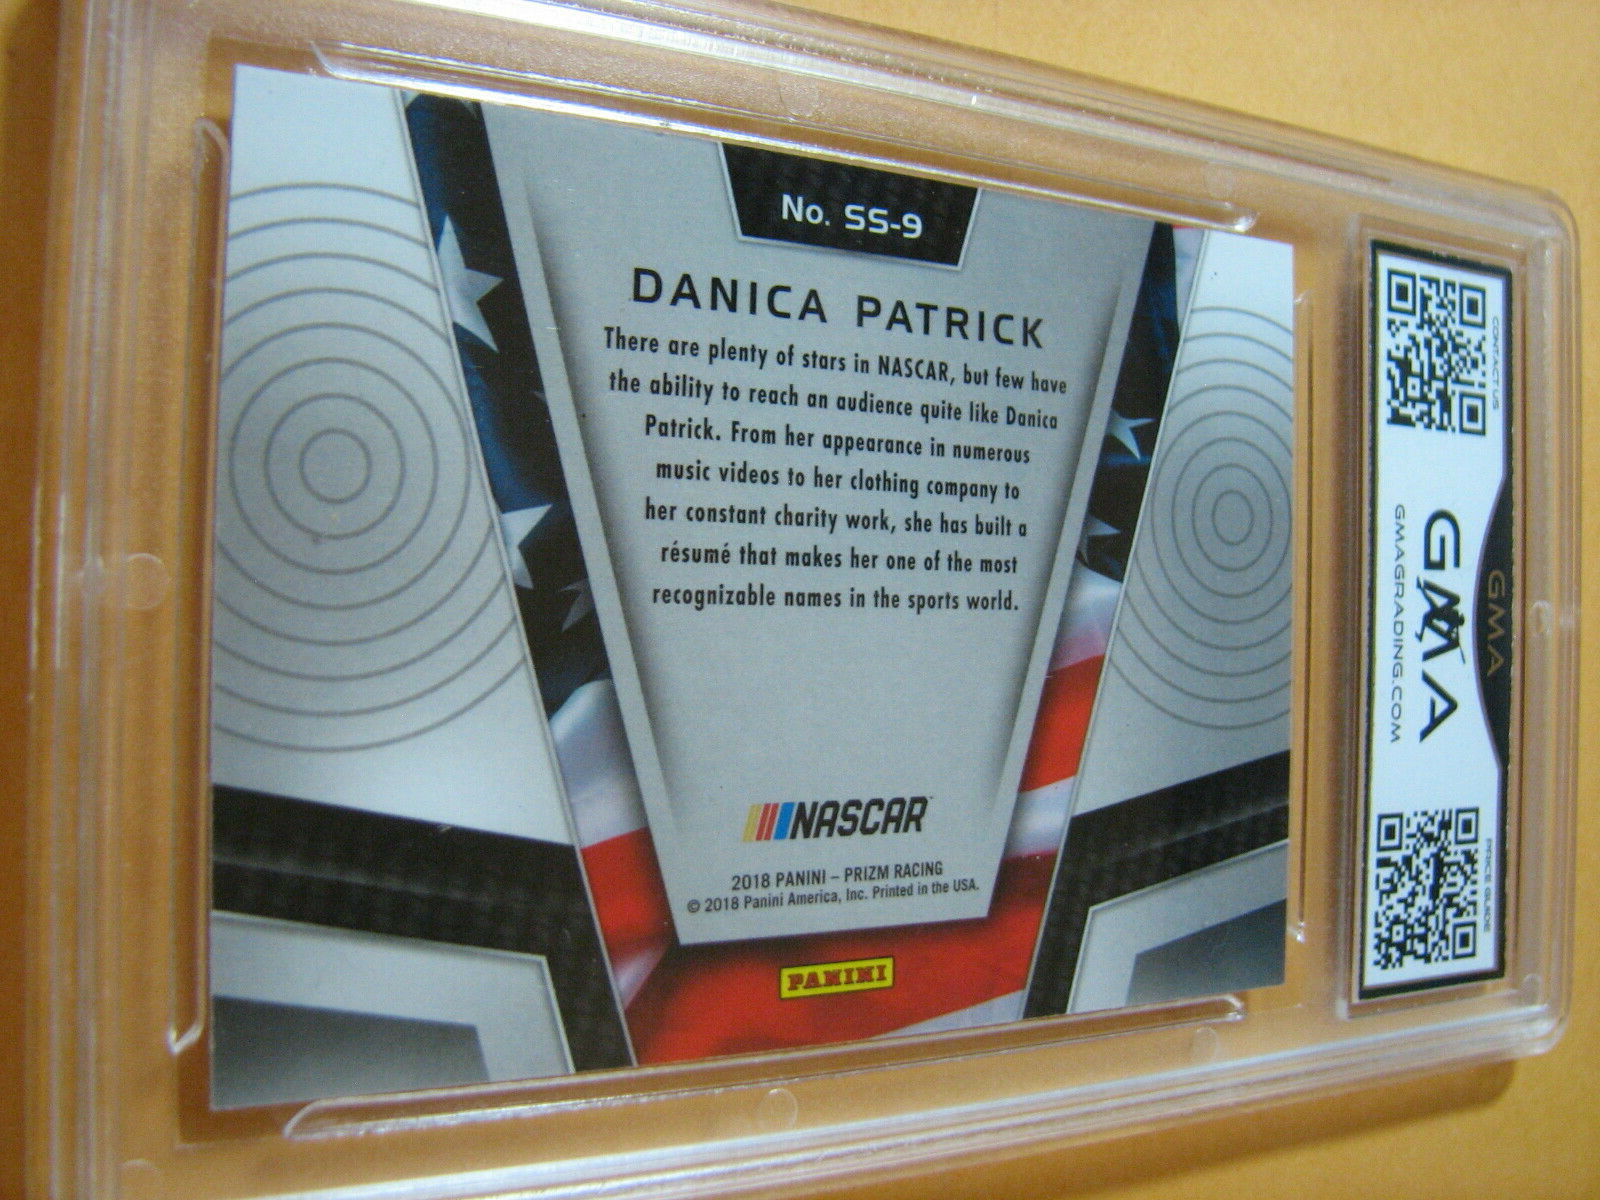 No. SS-9
DANICA PATRICK
There are plenty of stars in NASCAR, but few have
the ability to reach an audience quite like Danica
Patrick. From her appearance in numerous
music videos to her clothing company to
her constant charity work, she has built a
résumé that makes her one of the most
recognizable names in the sports world.
NASCAR
2018 PANINI – PRIZM RACING
© 2018 Panini America, Inc. Printed in the USA.
PANINI
GMA
CONTACT US
GMA
GMAGRADING.COM
PRICE GUIDE